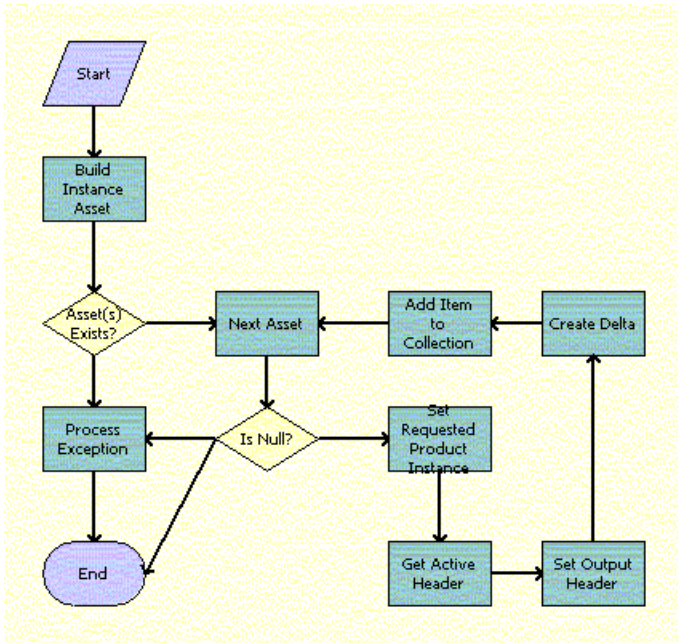 Start
Build
Instance
Asset
Asset(s)
Exists?
Next Asset
Add Item
to
Collection
Create Delta
Process
Exception
Is Null?
Set
Requested
Product
Instance
End
Get Active
Header
Set Output
Header